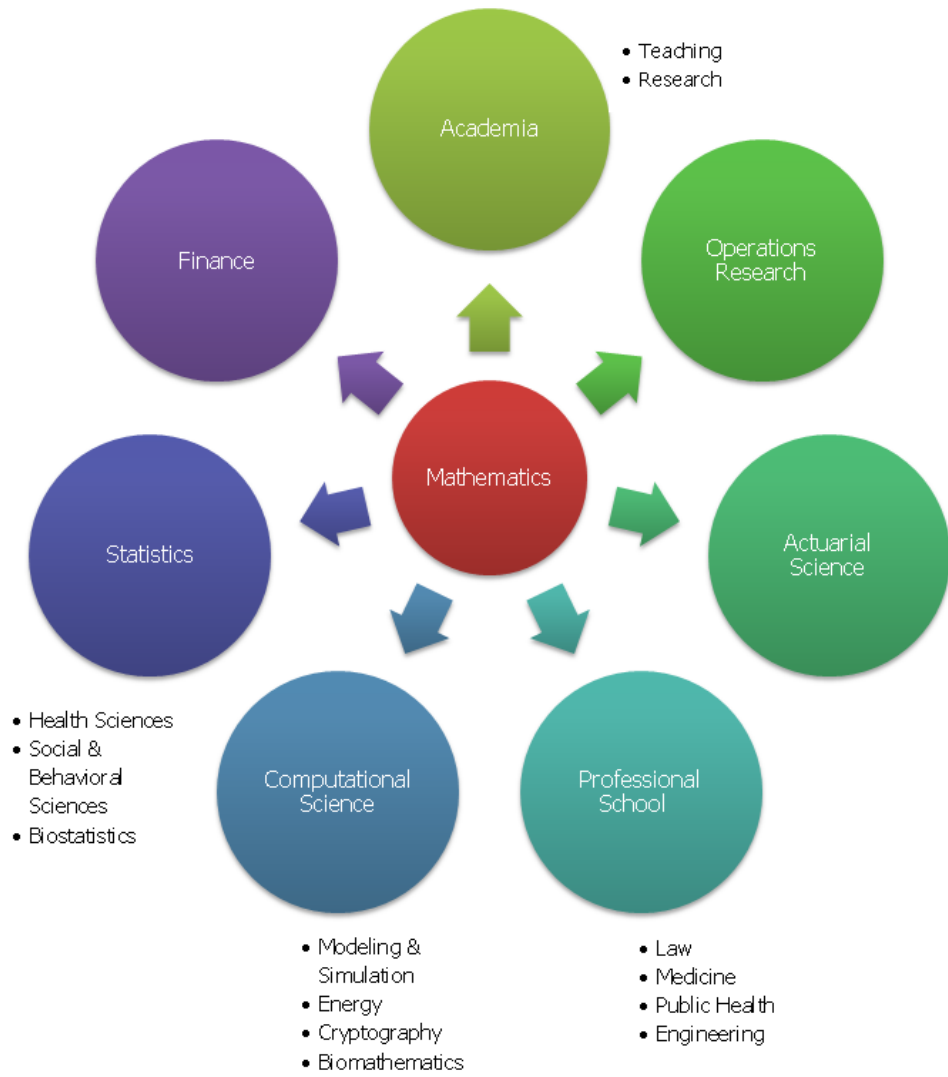 Academia
• Teaching
• Research
Operations
Research
Actuarial
Science
Professional
School
• Law
• Medicine
• Public Health
• Engineering
Computational
Science
• Modeling &
Simulation
• Energy
• Cryptography
• Biomathematics
Statistics
• Health Sciences
• Social &
Behavioral
Sciences
• Biostatistics
Finance
Mathematics